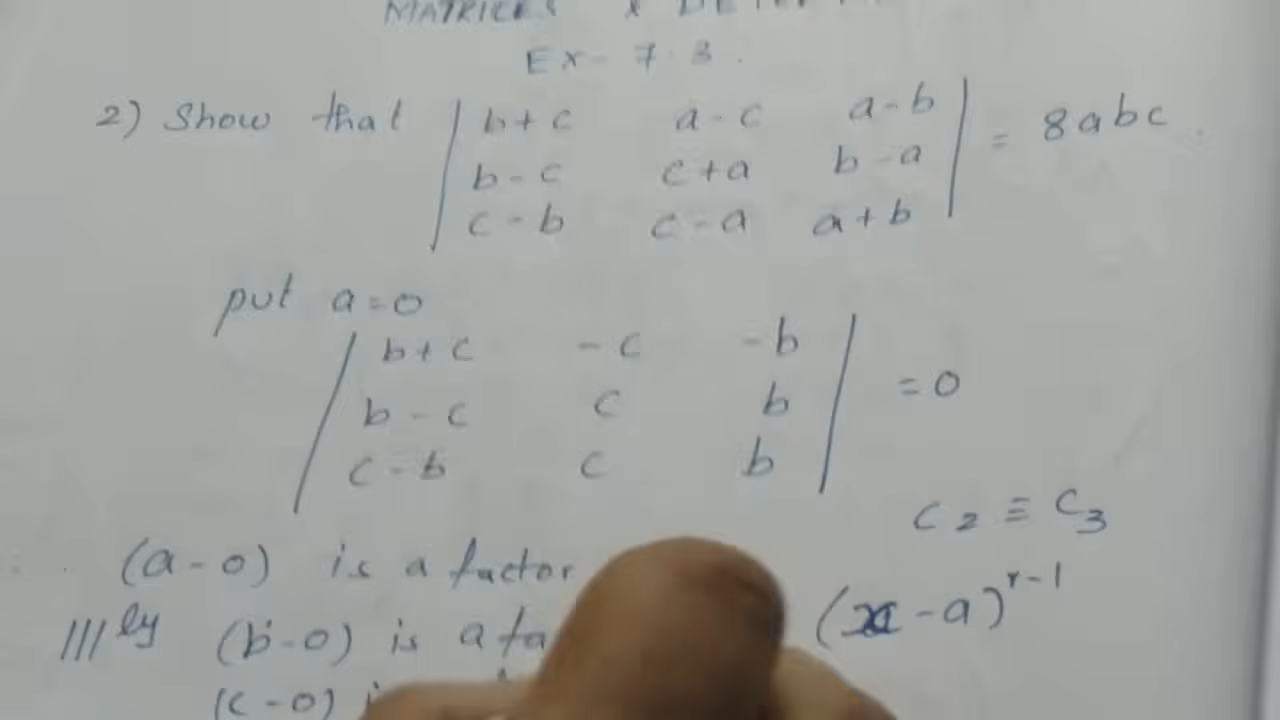 MATRICES &
Ex- 7.3.
2) Show that | b+c a-c a-b | = 8abc
| b-c c+a b-a |
| c-b c-a a+b |
put a=0
| b+c -c -b | = 0
| b-c c b |
| c-b c b |
C2 ≡ C3
(a-0) is a factor
(x-a)^{r-1}
|||ly (b-0) is a
(c-0)